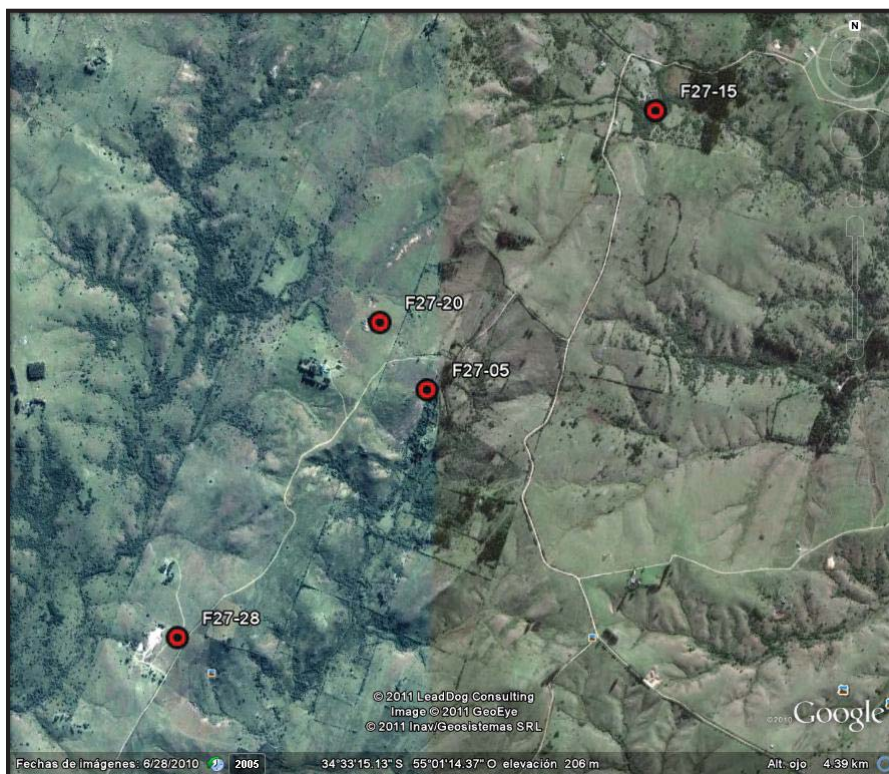 N
F27-15
F27-20
F27-05
F27-28
© 2011 LeadDog Consulting
Image © 2011 GeoEye
© 2011 Inav/Geosistemas SRL
©2010 Google
Fechas de imágenes: 6/28/2010 2005 34°33'15.13" S 55°01'14.37" O elevación 206 m Alt. ojo 4.39 km